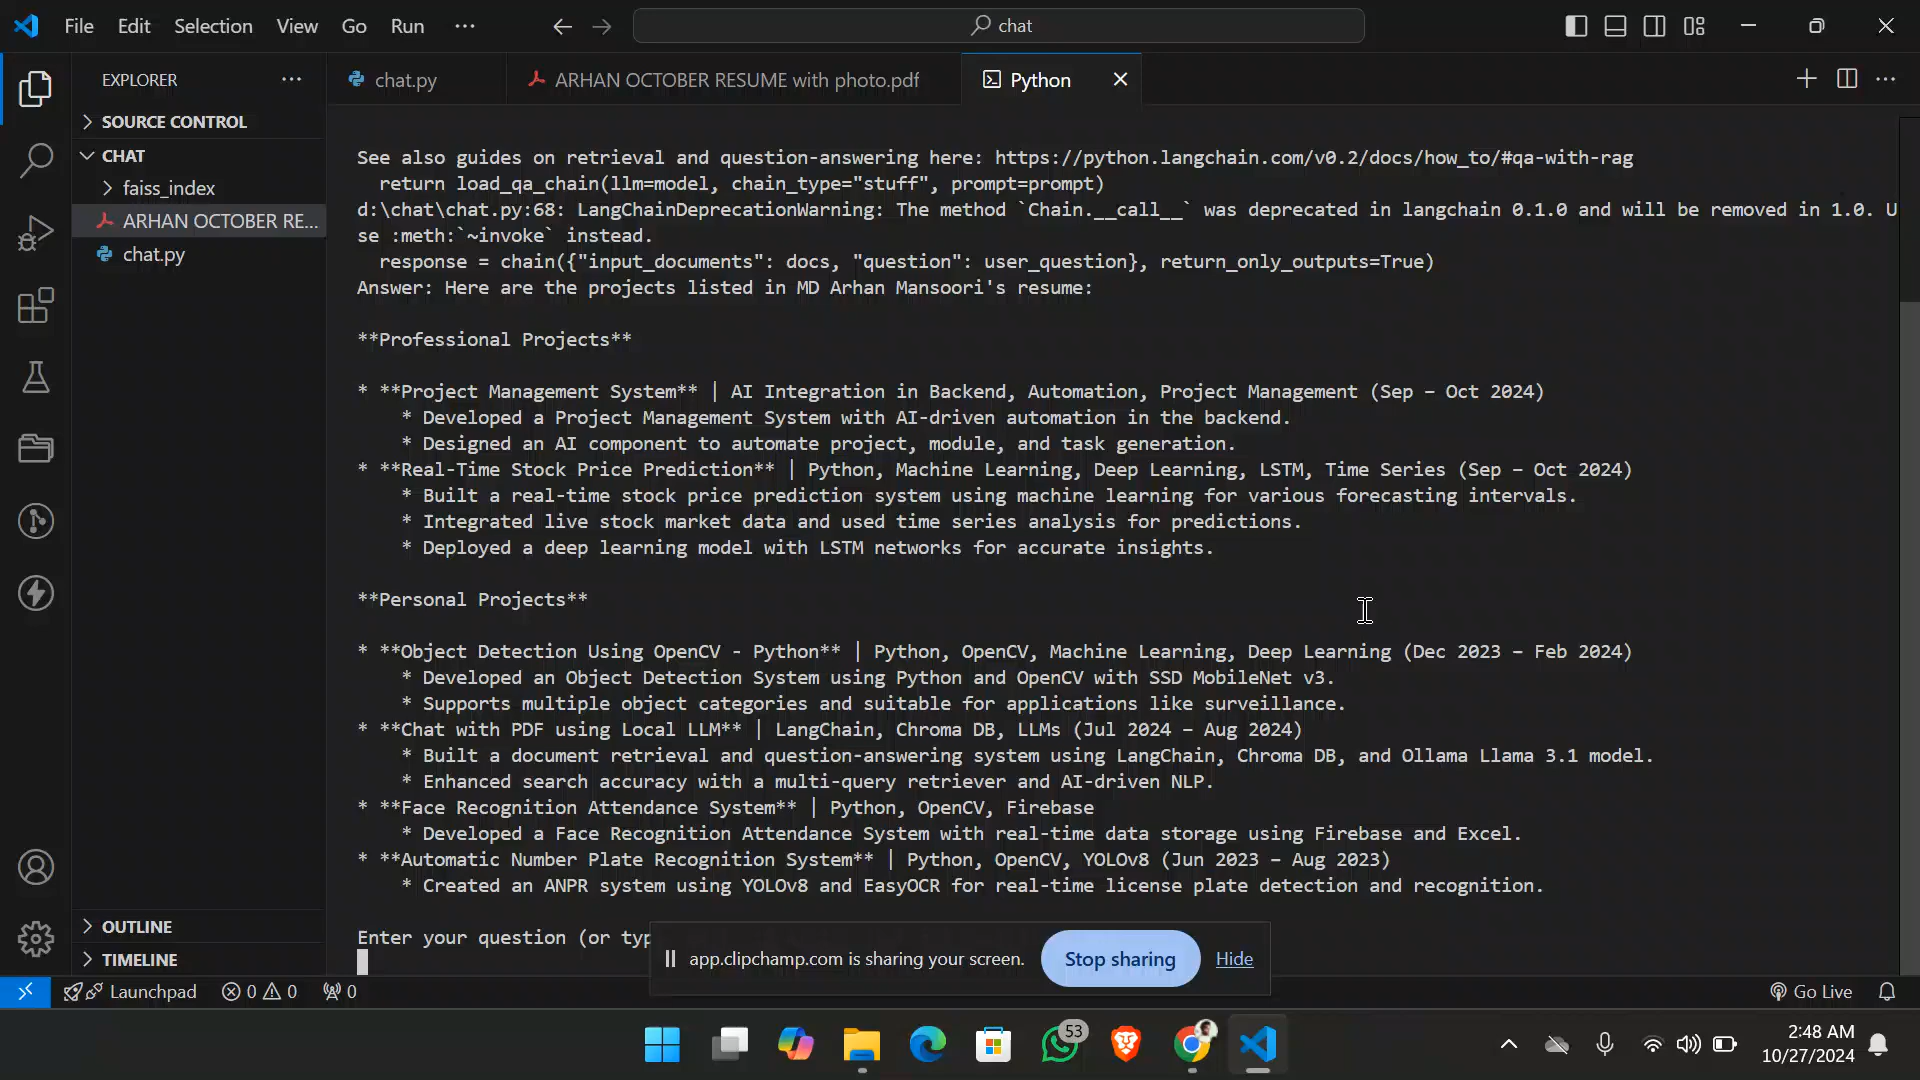 File Edit Selection View Go Run ···
chat
EXPLORER
SOURCE CONTROL
CHAT
faiss_index
ARHAN OCTOBER RE...
chat.py
OUTLINE
TIMELINE
chat.py
ARHAN OCTOBER RESUME with photo.pdf
Python
See also guides on retrieval and question-answering here: https://python.langchain.com/v0.2/docs/how_to/#qa-with-rag
return load_qa_chain(llm=model, chain_type="stuff", prompt=prompt)
d:\chat\chat.py:68: LangChainDeprecationWarning: The method `Chain.__call__` was deprecated in langchain 0.1.0 and will be removed in 1.0. U
se :meth:`~invoke` instead.
response = chain({"input_documents": docs, "question": user_question}, return_only_outputs=True)
Answer: Here are the projects listed in MD Arhan Mansoori's resume:
**Professional Projects**
* **Project Management System** | AI Integration in Backend, Automation, Project Management (Sep – Oct 2024)
* Developed a Project Management System with AI-driven automation in the backend.
* Designed an AI component to automate project, module, and task generation.
* **Real-Time Stock Price Prediction** | Python, Machine Learning, Deep Learning, LSTM, Time Series (Sep – Oct 2024)
* Built a real-time stock price prediction system using machine learning for various forecasting intervals.
* Integrated live stock market data and used time series analysis for predictions.
* Deployed a deep learning model with LSTM networks for accurate insights.
**Personal Projects**
* **Object Detection Using OpenCV - Python** | Python, OpenCV, Machine Learning, Deep Learning (Dec 2023 – Feb 2024)
* Developed an Object Detection System using Python and OpenCV with SSD MobileNet v3.
* Supports multiple object categories and suitable for applications like surveillance.
* **Chat with PDF using Local LLM** | LangChain, Chroma DB, LLMs (Jul 2024 – Aug 2024)
* Built a document retrieval and question-answering system using LangChain, Chroma DB, and Ollama Llama 3.1 model.
* Enhanced search accuracy with a multi-query retriever and AI-driven NLP.
* **Face Recognition Attendance System** | Python, OpenCV, Firebase
* Developed a Face Recognition Attendance System with real-time data storage using Firebase and Excel.
* **Automatic Number Plate Recognition System** | Python, OpenCV, YOLOv8 (Jun 2023 – Aug 2023)
* Created an ANPR system using YOLOv8 and EasyOCR for real-time license plate detection and recognition.
Enter your question (or typ
app.clipchamp.com is sharing your screen. Stop sharing Hide
Launchpad 0 0 0 Go Live
53
2:48 AM
10/27/2024